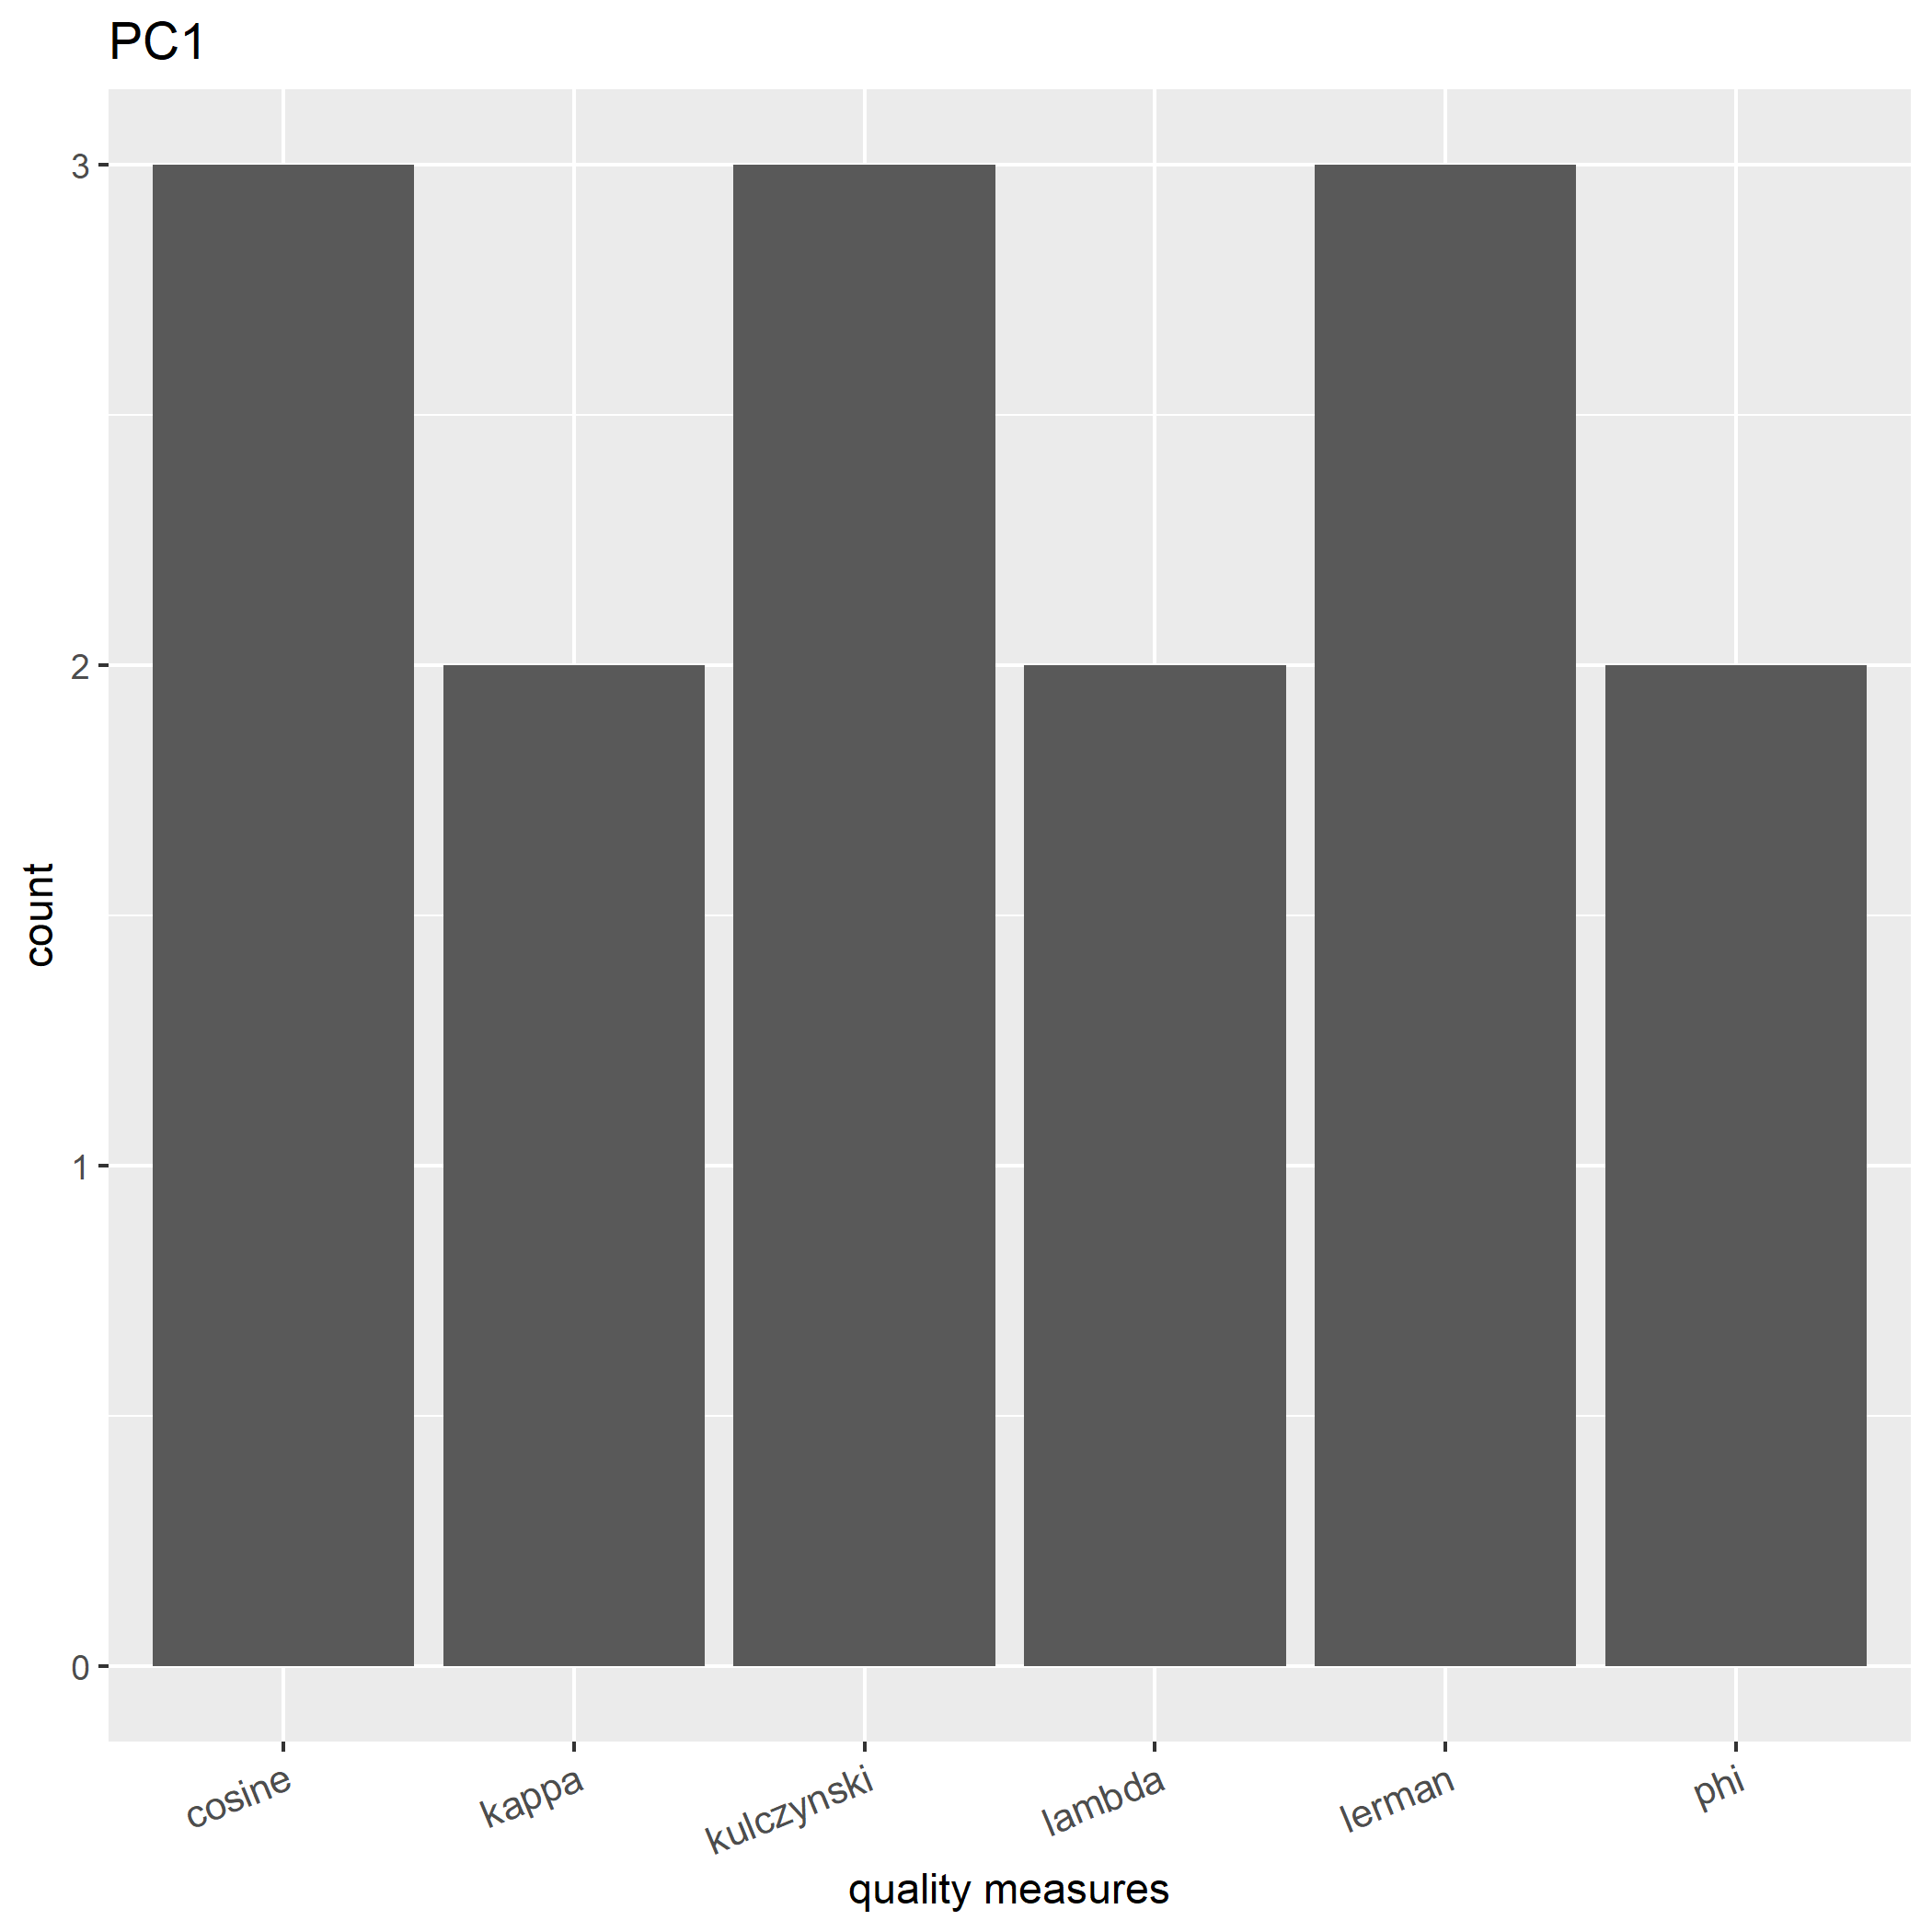 PC1
3
2
1
0
count
cosine
kappa
kulczynski
lambda
lerman
phi
quality measures